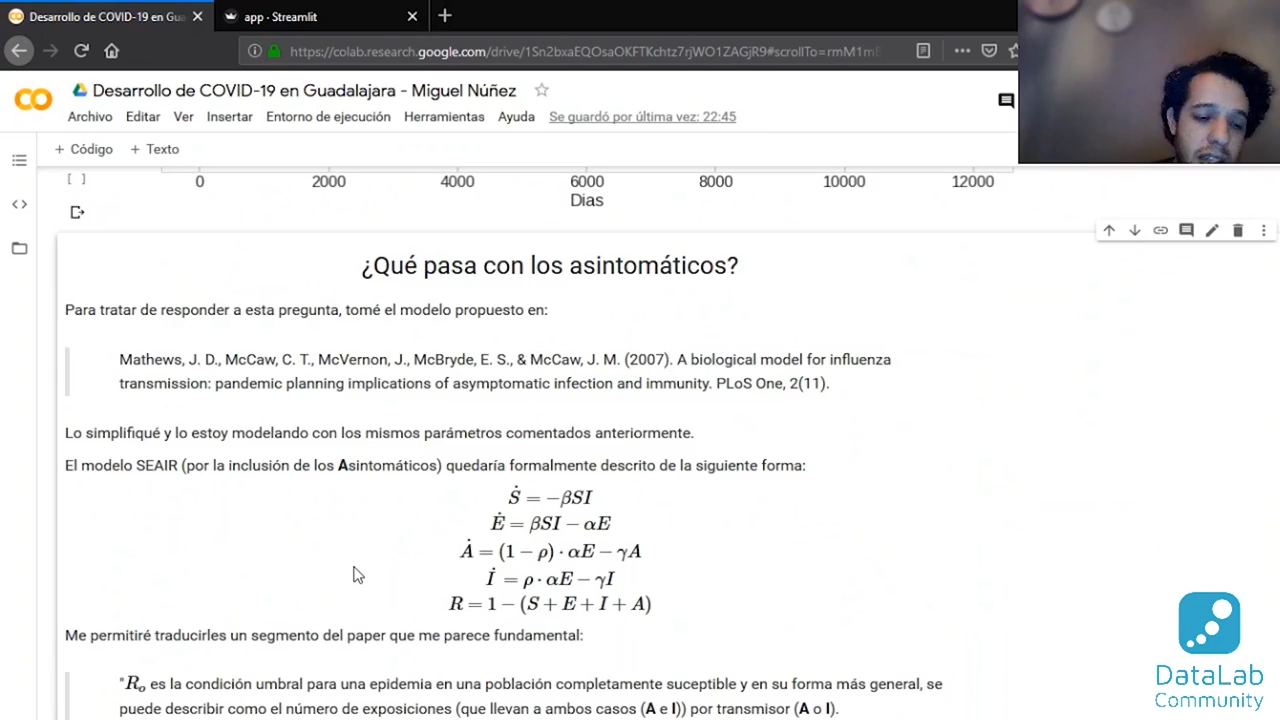 Desarrollo de COVID-19 en Gua
app · Streamlit
https://colab.research.google.com/drive/1Sn2bxaEQOsaOKFTKchtz7rjWO1ZAGjR9#scrollTo=rmM1mE
Desarrollo de COVID-19 en Guadalajara - Miguel Núñez
Archivo Editar Ver Insertar Entorno de ejecución Herramientas Ayuda Se guardó por última vez: 22:45
+ Código + Texto
[ ]
0 2000 4000 6000 8000 10000 12000
Dias
¿Qué pasa con los asintomáticos?
Para tratar de responder a esta pregunta, tomé el modelo propuesto en:
Mathews, J. D., McCaw, C. T., McVernon, J., McBryde, E. S., & McCaw, J. M. (2007). A biological model for influenza
transmission: pandemic planning implications of asymptomatic infection and immunity. PLoS One, 2(11).
Lo simplifiqué y lo estoy modelando con los mismos parámetros comentados anteriormente.
El modelo SEAIR (por la inclusión de los Asintomáticos) quedaría formalmente descrito de la siguiente forma:
Ṡ = −βSI
Ė = βSI − αE
Ȧ = (1 − ρ) · αE − γA
İ = ρ · αE − γI
R = 1 − (S + E + I + A)
Me permitiré traducirles un segmento del paper que me parece fundamental:
"Rₒ es la condición umbral para una epidemia en una población completamente suceptible y en su forma más general, se
puede describir como el número de exposiciones (que llevan a ambos casos (A e I)) por transmisor (A o I).
DataLab
Community